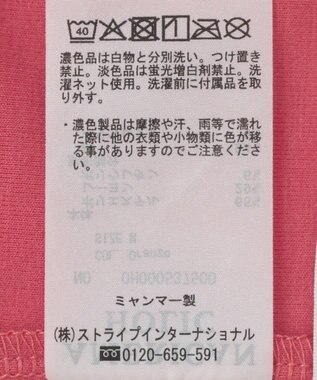 40
濃色品は白物と分別洗い。つけ置き
禁止。淡色品は蛍光増白剤禁止。洗
濯ネット使用。洗濯前に付属品を取
り外す。
・濃色製品は摩擦や汗、雨等で濡れ
た際に他の衣類や小物類に色が移
る事がありますのでご注意くださ
い。
ミャンマー製
(株)ストライプインターナショナル
0120-659-591